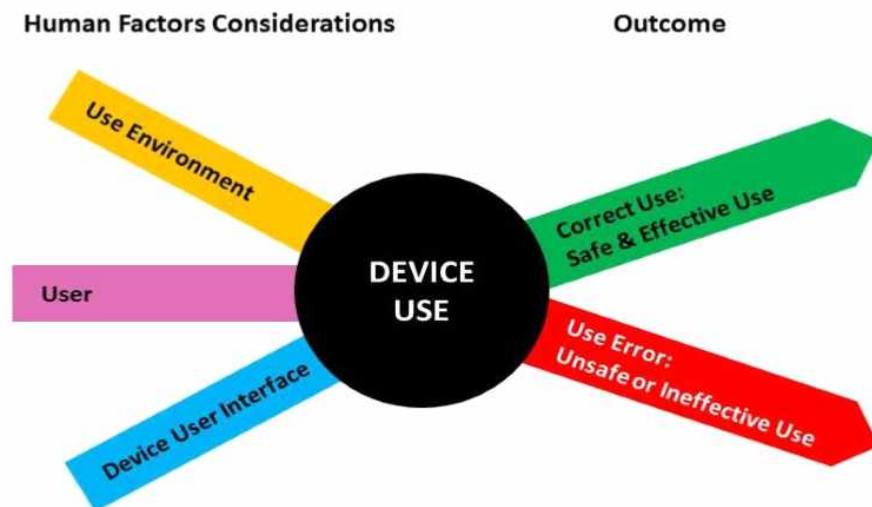 Human Factors Considerations
Outcome
Use Environment
User
Device User Interface
DEVICE
USE
Correct Use:
Safe & Effective Use
Use Error:
Unsafe or Ineffective Use